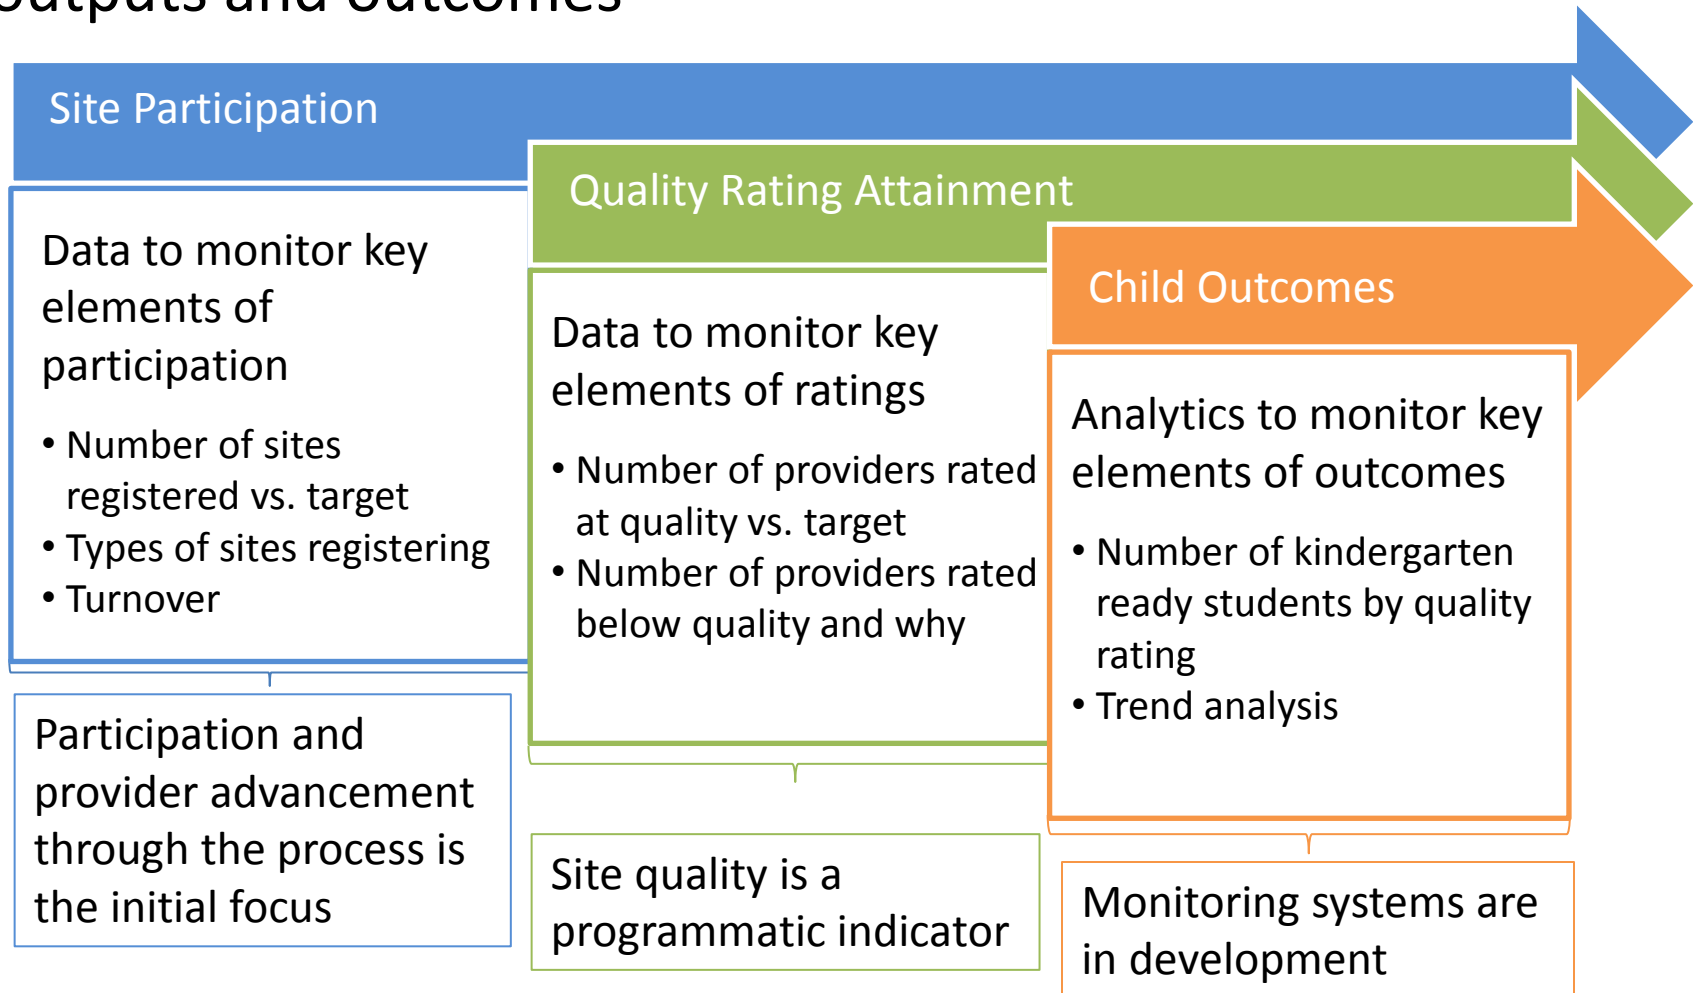 outputs and outcomes
Site Participation
Data to monitor key
elements of
participation
• Number of sites
registered vs. target
• Types of sites registering
• Turnover
Participation and
provider advancement
through the process is
the initial focus
Quality Rating Attainment
Data to monitor key
elements of ratings
• Number of providers rated
at quality vs. target
• Number of providers rated
below quality and why
Site quality is a
programmatic indicator
Child Outcomes
Analytics to monitor key
elements of outcomes
• Number of kindergarten
ready students by quality
rating
• Trend analysis
Monitoring systems are
in development